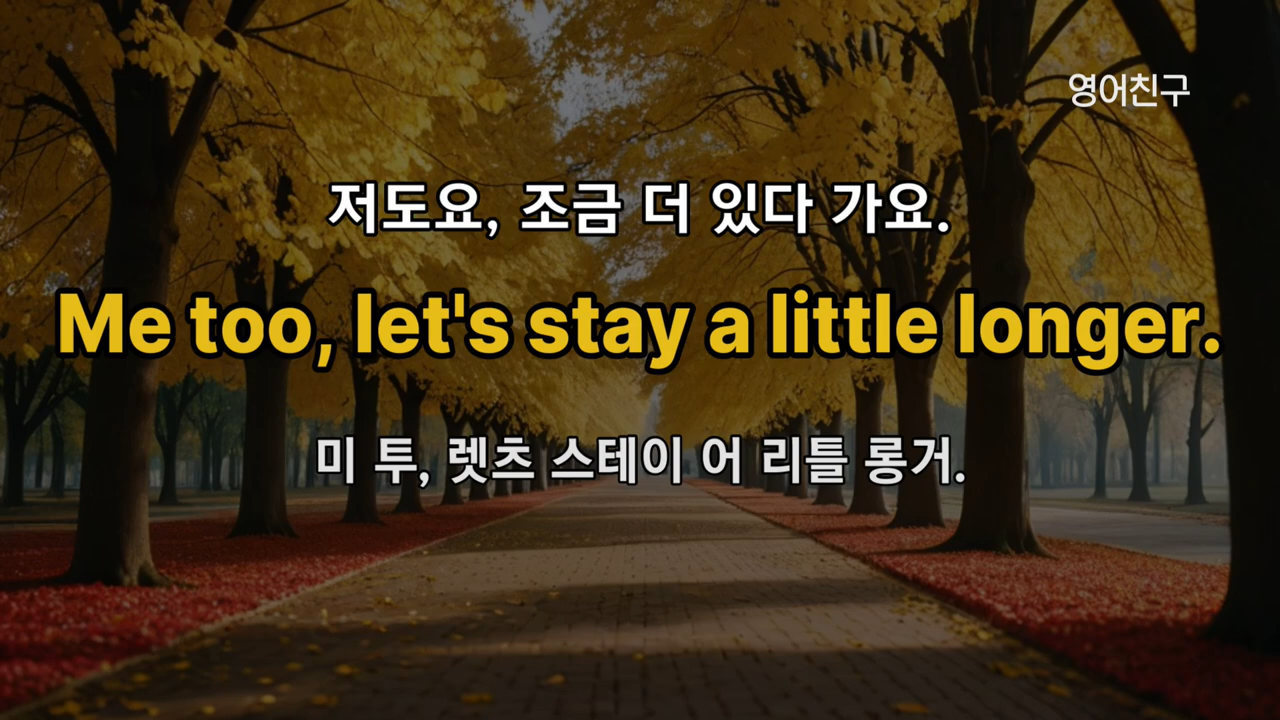 영어친구
저도요, 조금 더 있다 가요.
Me too, let's stay a little longer.
미 투, 렛츠 스테이 어 리틀 롱거.